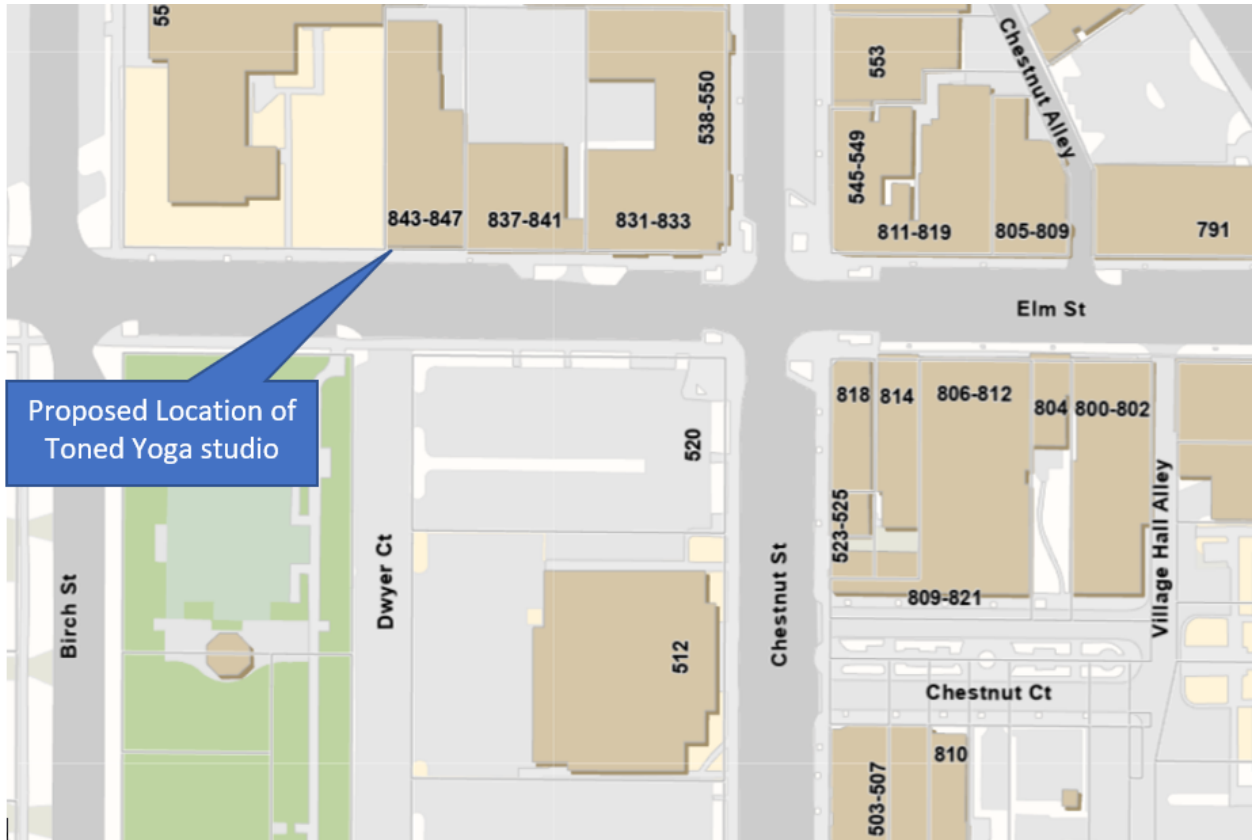 55
553
Chestnut Alley
538-550
545-549
843-847
837-841
831-833
811-819
805-809
791
Elm St
Proposed Location of
Toned Yoga studio
818
814
806-812
804
800-802
520
523-525
Birch St
Dwyer Ct
Chestnut St
Village Hall Alley
809-821
512
Chestnut Ct
810
503-507